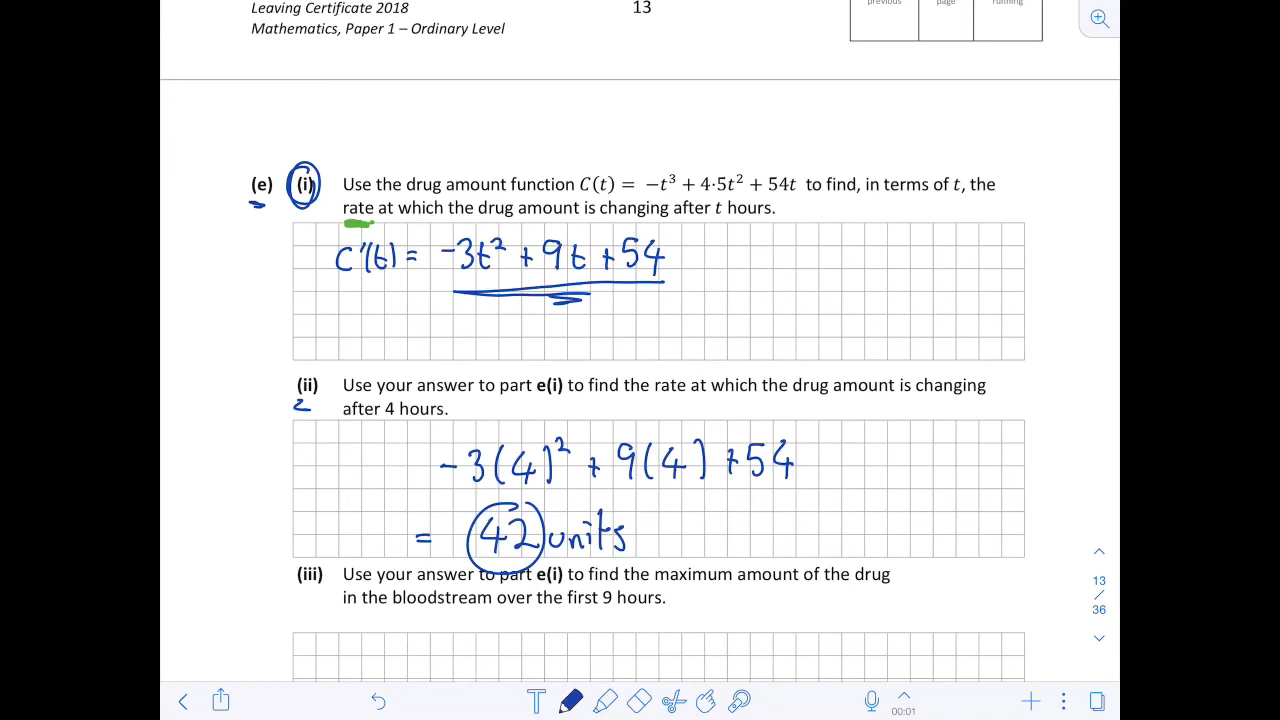 Leaving Certificate 2018
13
Mathematics, Paper 1 – Ordinary Level
previous page running
(e) (i) Use the drug amount function C(t) = −t³ + 4·5t² + 54t to find, in terms of t, the
rate at which the drug amount is changing after t hours.
C'(t) = -3t² + 9t + 54
(ii) Use your answer to part e(i) to find the rate at which the drug amount is changing
after 4 hours.
-3(4)² + 9(4) + 54
= 42 units
(iii) Use your answer to part e(i) to find the maximum amount of the drug
in the bloodstream over the first 9 hours.
13
/
36
T
00:01